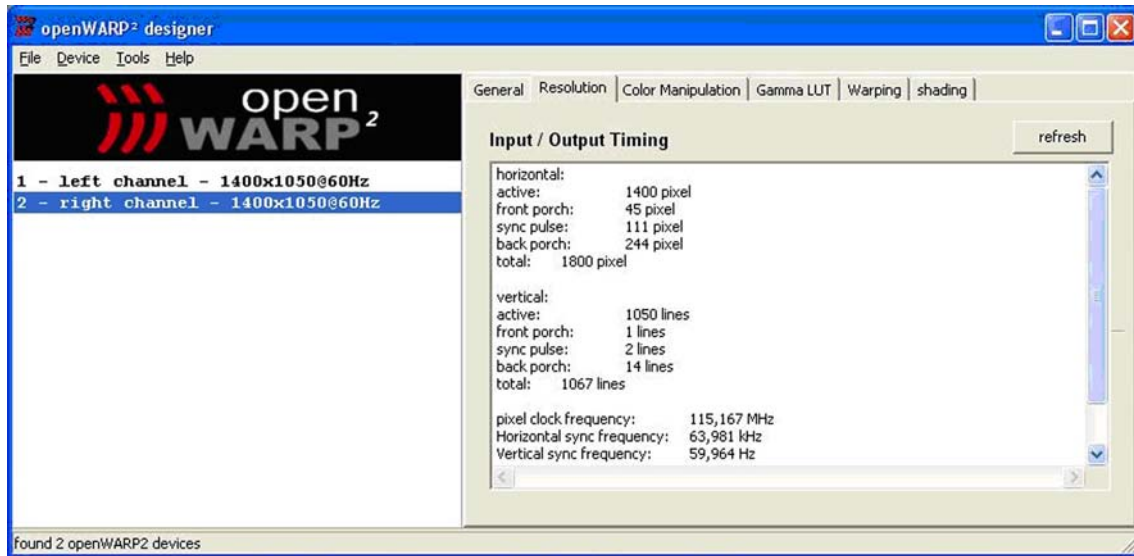 openWARP² designer
File Device Tools Help
open
WARP²
1 - left channel - 1400x1050@60Hz
2 - right channel - 1400x1050@60Hz
General Resolution Color Manipulation Gamma LUT Warping shading
Input / Output Timing
refresh
horizontal:
active: 1400 pixel
front porch: 45 pixel
sync pulse: 111 pixel
back porch: 244 pixel
total: 1800 pixel
vertical:
active: 1050 lines
front porch: 1 lines
sync pulse: 2 lines
back porch: 14 lines
total: 1067 lines
pixel clock frequency: 115,167 MHz
Horizontal sync frequency: 63,981 kHz
Vertical sync frequency: 59,964 Hz
found 2 openWARP2 devices